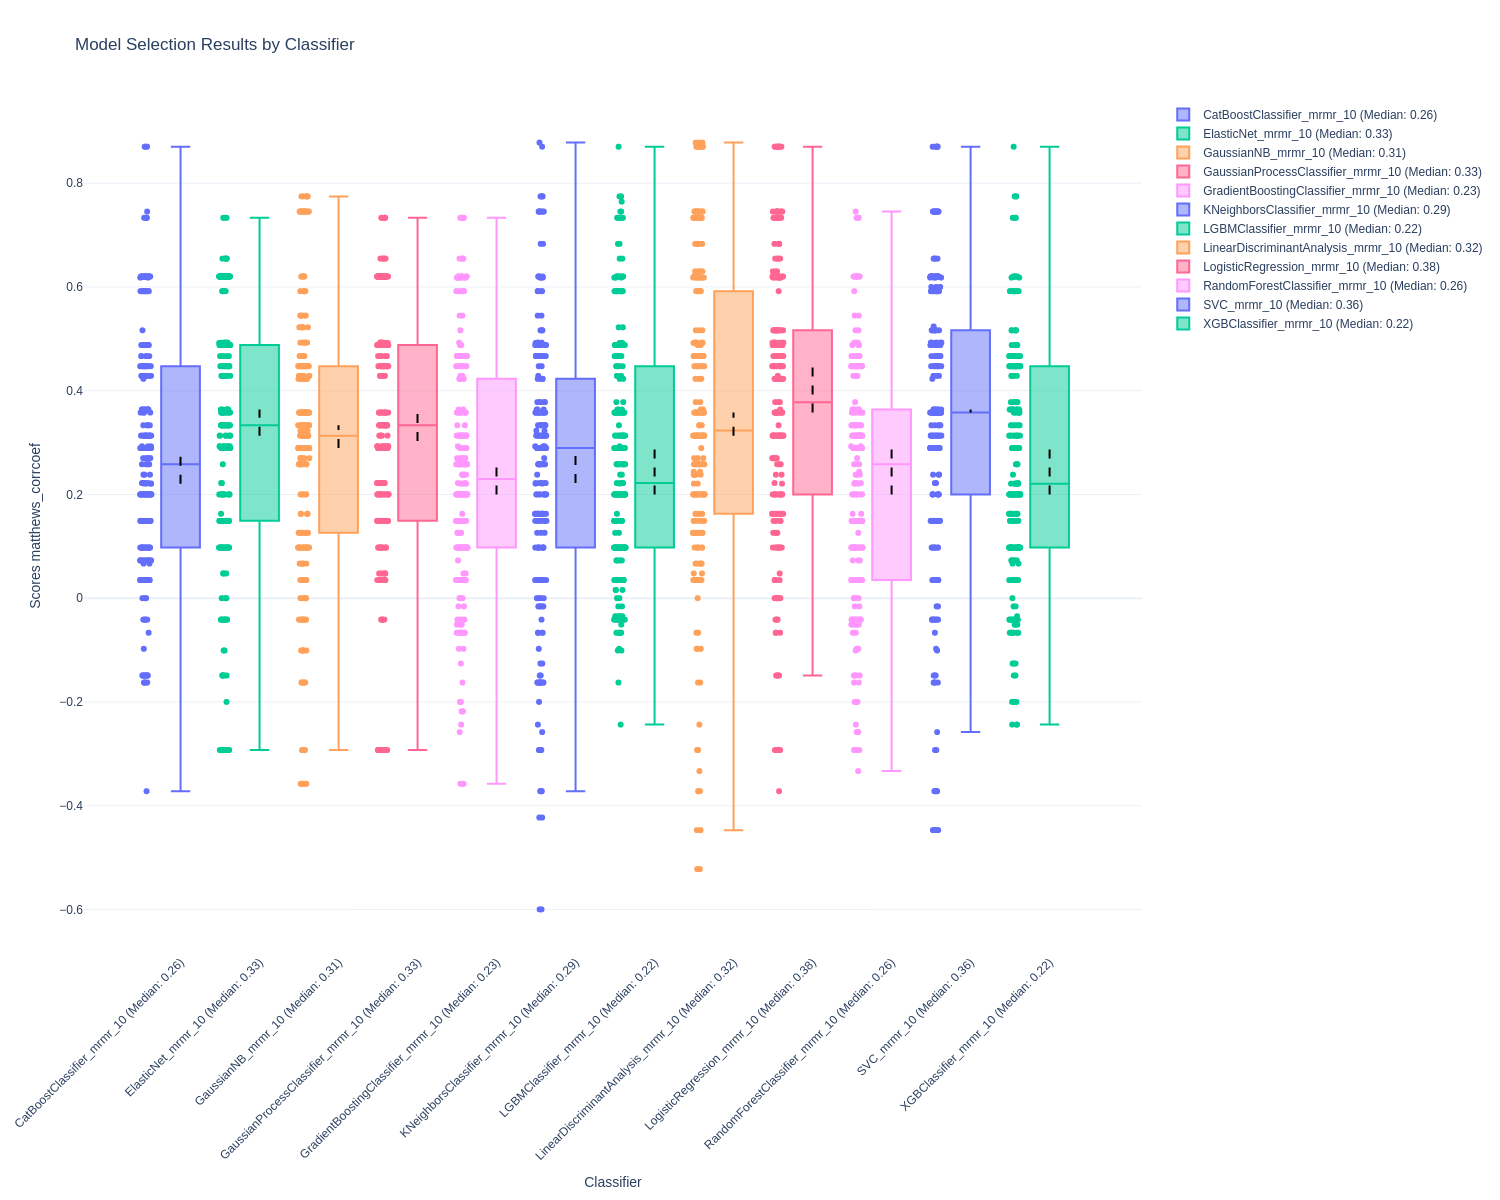 Model Selection Results by Classifier
CatBoostClassifier_mrmr_10 (Median: 0.26)
ElasticNet_mrmr_10 (Median: 0.33)
GaussianNB_mrmr_10 (Median: 0.31)
GaussianProcessClassifier_mrmr_10 (Median: 0.33)
GradientBoostingClassifier_mrmr_10 (Median: 0.23)
KNeighborsClassifier_mrmr_10 (Median: 0.29)
LGBMClassifier_mrmr_10 (Median: 0.22)
LinearDiscriminantAnalysis_mrmr_10 (Median: 0.32)
LogisticRegression_mrmr_10 (Median: 0.38)
RandomForestClassifier_mrmr_10 (Median: 0.26)
SVC_mrmr_10 (Median: 0.36)
XGBClassifier_mrmr_10 (Median: 0.22)
Scores matthews_corrcoef
0.8
0.6
0.4
0.2
0
−0.2
−0.4
−0.6
CatBoostClassifier_mrmr_10 (Median: 0.26)
ElasticNet_mrmr_10 (Median: 0.33)
GaussianNB_mrmr_10 (Median: 0.31)
GaussianProcessClassifier_mrmr_10 (Median: 0.33)
GradientBoostingClassifier_mrmr_10 (Median: 0.23)
KNeighborsClassifier_mrmr_10 (Median: 0.29)
LGBMClassifier_mrmr_10 (Median: 0.22)
LinearDiscriminantAnalysis_mrmr_10 (Median: 0.32)
LogisticRegression_mrmr_10 (Median: 0.38)
RandomForestClassifier_mrmr_10 (Median: 0.26)
SVC_mrmr_10 (Median: 0.36)
XGBClassifier_mrmr_10 (Median: 0.22)
Classifier